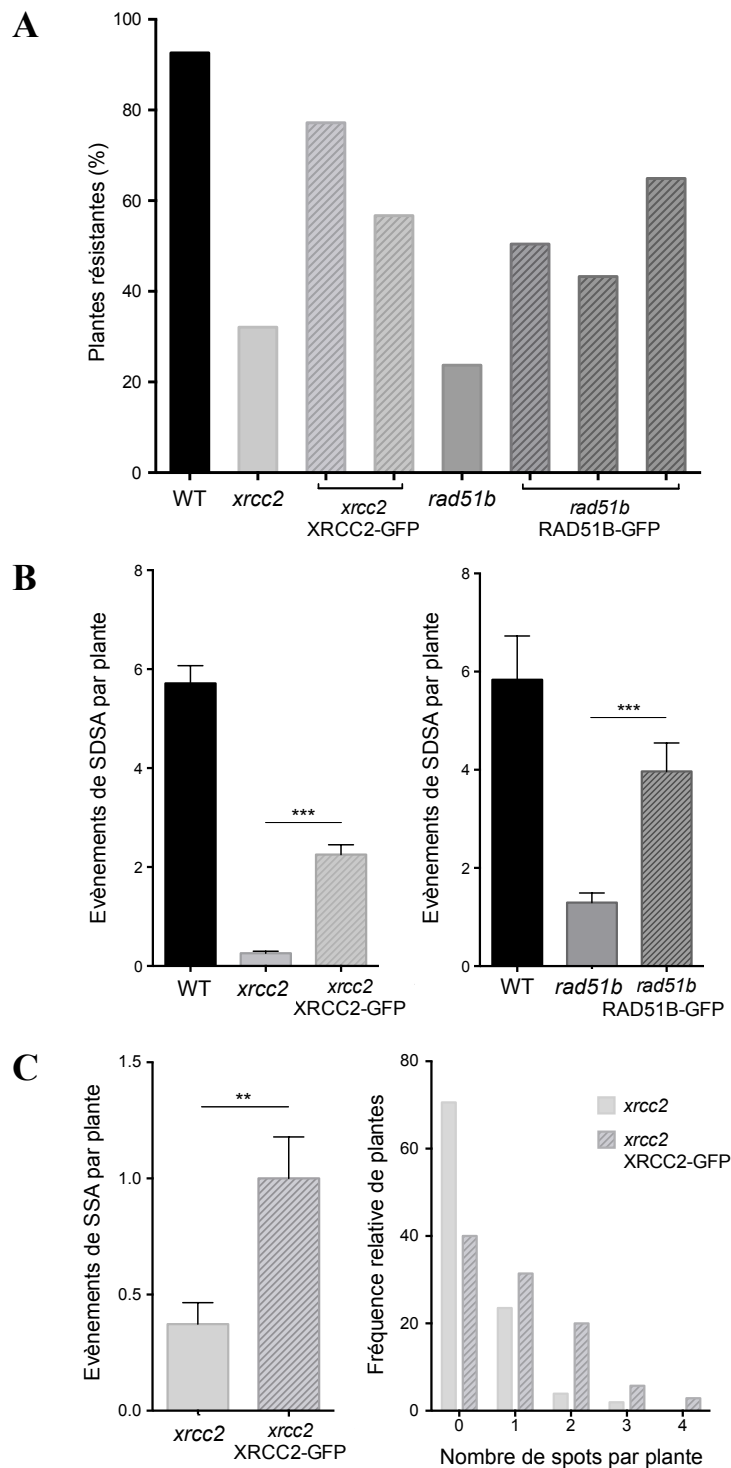 A
100
80
60
40
20
0
Plantes résistantes (%)
WT
xrcc2
xrcc2
XRCC2-GFP
rad51b
rad51b
RAD51B-GFP
B
8
6
4
2
0
Evènements de SDSA par plante
***
WT
xrcc2
xrcc2
XRCC2-GFP
8
6
4
2
0
Evènements de SDSA par plante
***
WT
rad51b
rad51b
RAD51B-GFP
C
1.5
1.0
0.5
0.0
Evènements de SSA par plante
**
xrcc2
xrcc2
XRCC2-GFP
80
60
40
20
0
Fréquence relative de plantes
xrcc2
xrcc2
XRCC2-GFP
0 1 2 3 4
Nombre de spots par plante